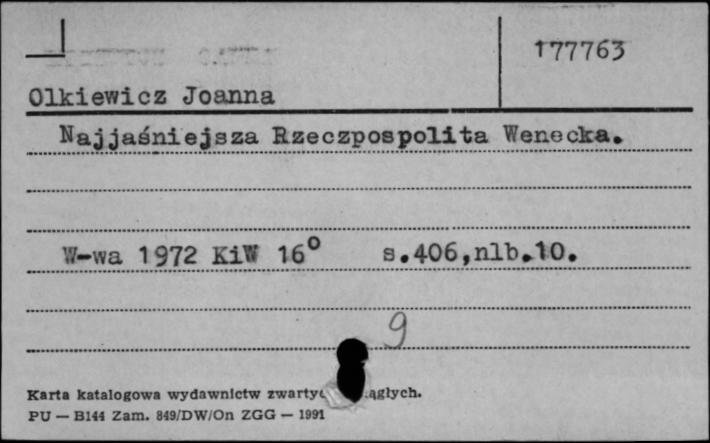 177763
Olkiewicz Joanna
Najjaśniejsza Rzeczpospolita Wenecka.
W-wa 1972 KiW 16° s.406,nlb.10.
9
Karta katalogowa wydawnictw
PU — B144 Zam. 849/DW/On ZGG — 1991